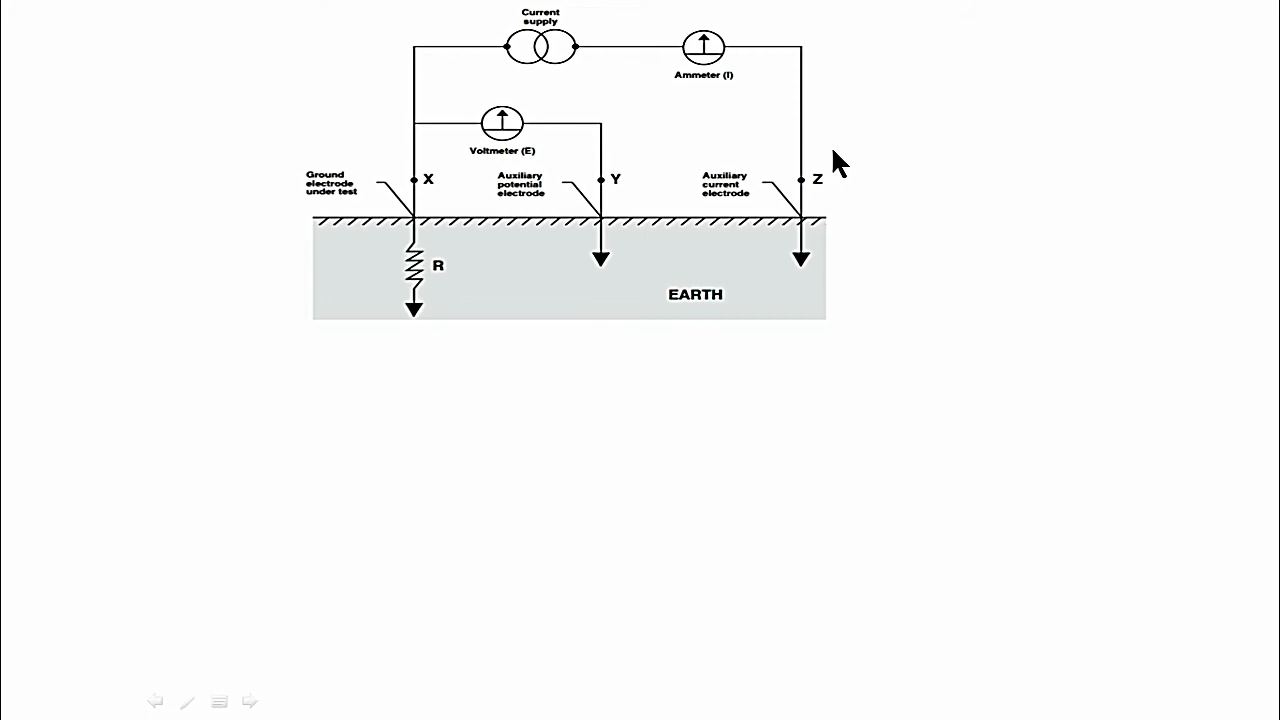 Current
supply
Ammeter (I)
Voltmeter (E)
Ground
electrode
under test
X
Auxiliary
potential
electrode
Y
Auxiliary
current
electrode
Z
R
EARTH